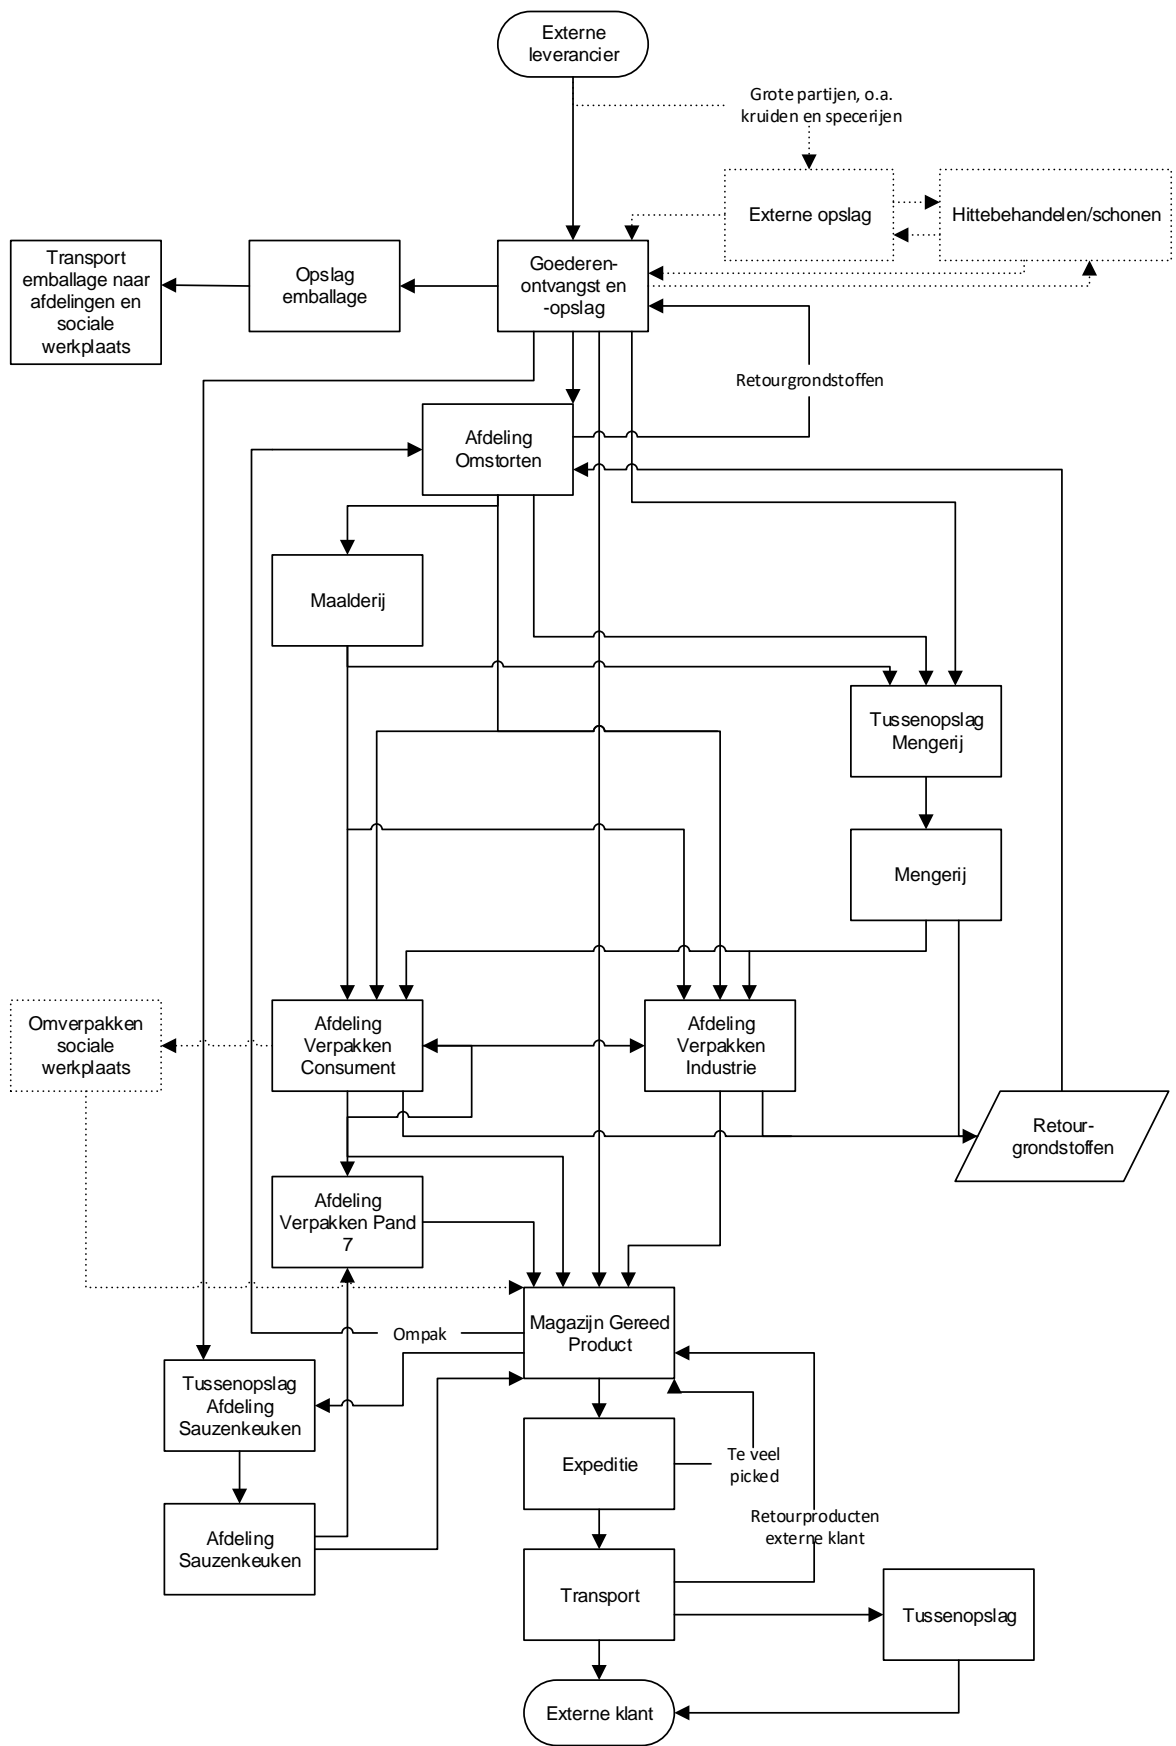 Externe
leverancier
Grote partijen, o.a.
kruiden en specerijen
Externe opslag
Hittebehandelen/schonen
Transport
emballage naar
afdelingen en
sociale
werkplaats
Opslag
emballage
Goederen-
ontvangst en
-opslag
Retourgrondstoffen
Afdeling
Omstorten
Maalderij
Tussenopslag
Mengerij
Mengerij
Omverpakken
sociale
werkplaats
Afdeling
Verpakken
Consument
Afdeling
Verpakken
Industrie
Retour-
grondstoffen
Afdeling
Verpakken Pand
7
Magazijn Gereed
Product
Ompak
Tussenopslag
Afdeling
Sauzenkeuken
Expeditie
Te veel
picked
Retourproducten
externe klant
Afdeling
Sauzenkeuken
Transport
Tussenopslag
Externe klant